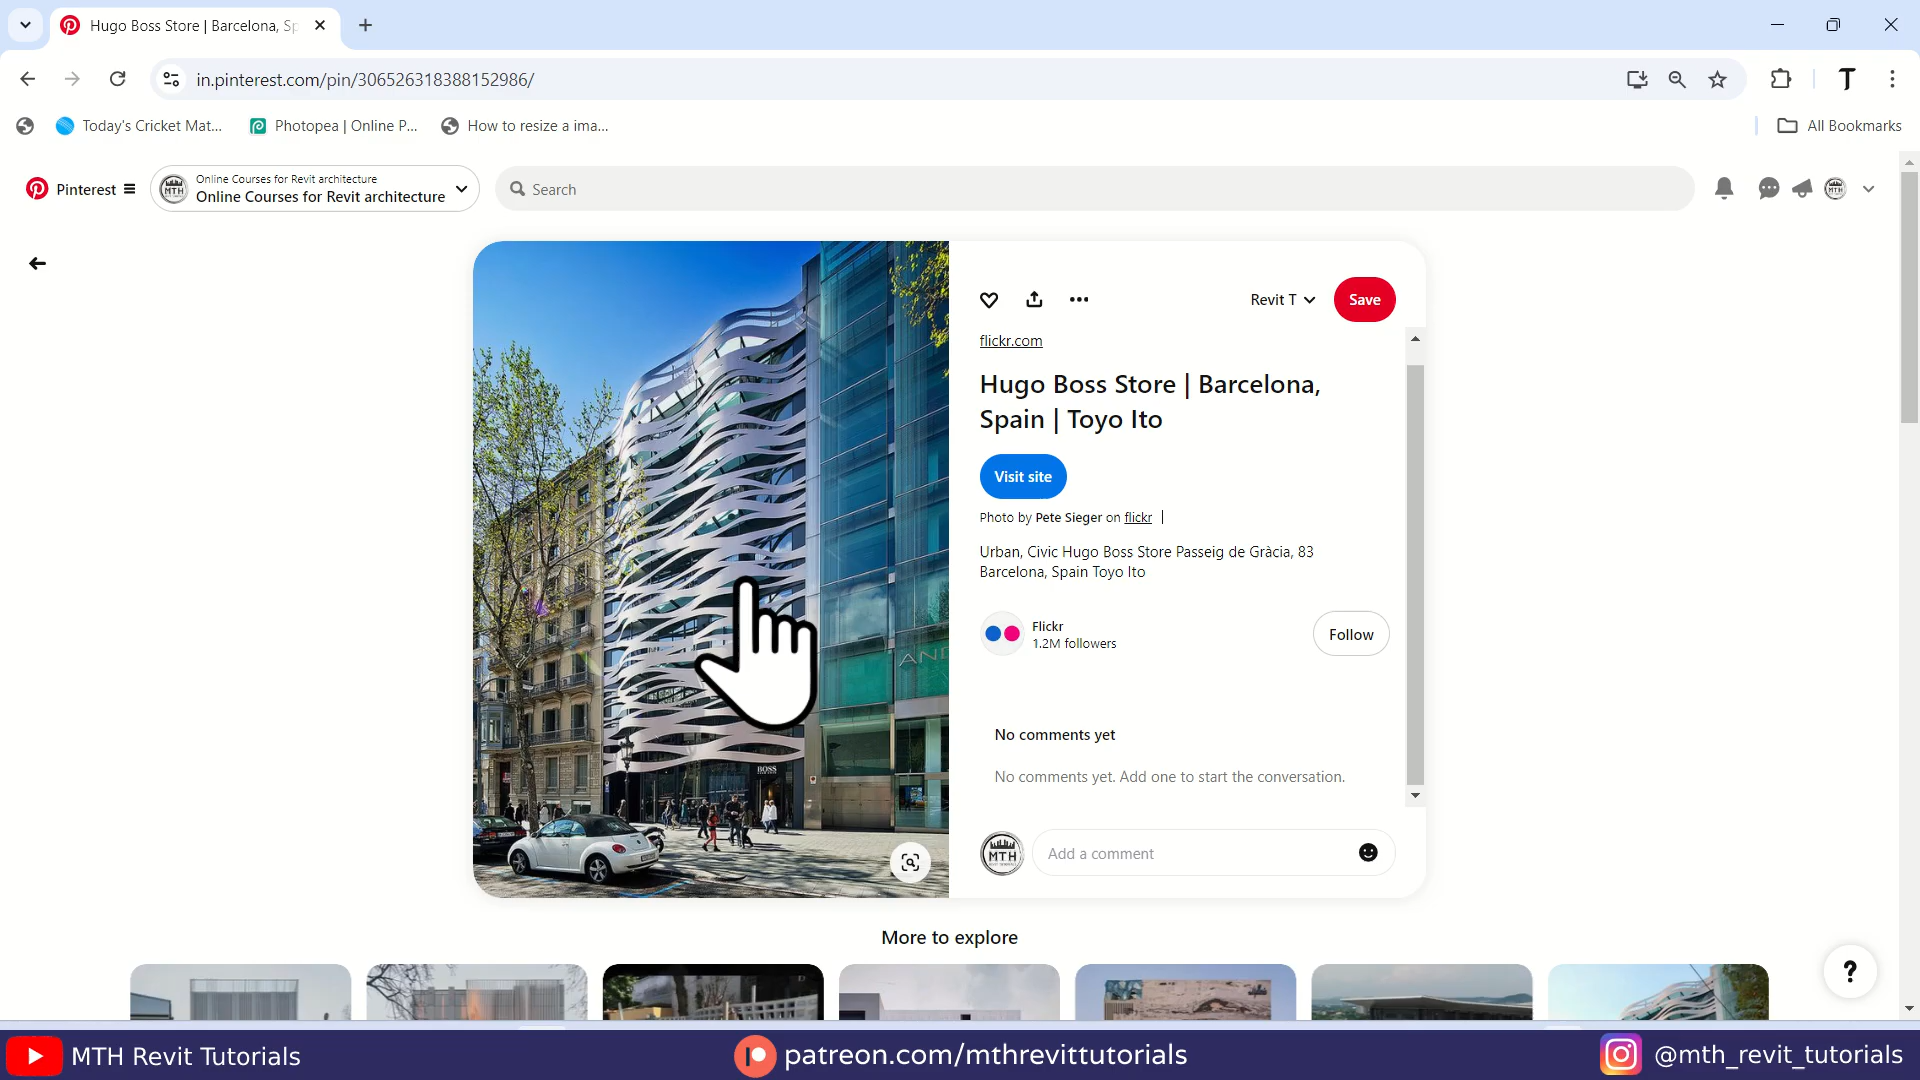 Hugo Boss Store | Barcelona, Sp
in.pinterest.com/pin/306526318388152986/
Today's Cricket Mat...
Photopea | Online P...
How to resize a ima...
All Bookmarks
Pinterest
MTH
Online Courses for Revit architecture
Online Courses for Revit architecture
Search
Revit T
Save
flickr.com
Hugo Boss Store | Barcelona,
Spain | Toyo Ito
Visit site
Photo by Pete Sieger on flickr |
Urban, Civic Hugo Boss Store Passeig de Gràcia, 83
Barcelona, Spain Toyo Ito
Flickr
1.2M followers
Follow
AND
BOSS
No comments yet
No comments yet. Add one to start the conversation.
MTH
Add a comment
More to explore
?
MTH Revit Tutorials
patreon.com/mthrevittutorials
@mth_revit_tutorials